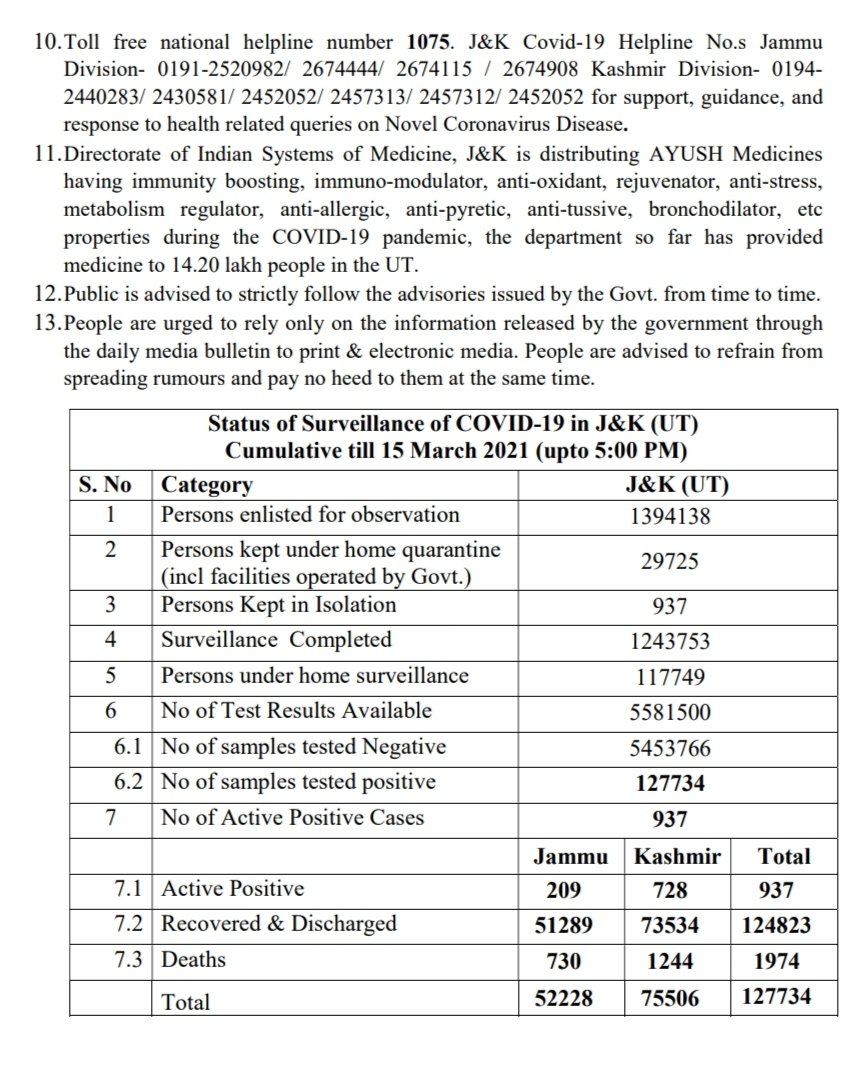 10.Toll free national helpline number 1075. J&K Covid-19 Helpline No.s Jammu
Division- 0191-2520982/ 2674444/ 2674115 / 2674908 Kashmir Division- 0194-
2440283/ 2430581/ 2452052/ 2457313/ 2457312/ 2452052 for support, guidance, and
response to health related queries on Novel Coronavirus Disease.
11.Directorate of Indian Systems of Medicine, J&K is distributing AYUSH Medicines
having immunity boosting, immuno-modulator, anti-oxidant, rejuvenator, anti-stress,
metabolism regulator, anti-allergic, anti-pyretic, anti-tussive, bronchodilator, etc
properties during the COVID-19 pandemic, the department so far has provided
medicine to 14.20 lakh people in the UT.
12.Public is advised to strictly follow the advisories issued by the Govt. from time to time.
13.People are urged to rely only on the information released by the government through
the daily media bulletin to print & electronic media. People are advised to refrain from
spreading rumours and pay no heed to them at the same time.
Status of Surveillance of COVID-19 in J&K (UT)
Cumulative till 15 March 2021 (upto 5:00 PM)
S. No Category J&K (UT)
1 Persons enlisted for observation 1394138
2 Persons kept under home quarantine
(incl facilities operated by Govt.) 29725
3 Persons Kept in Isolation 937
4 Surveillance Completed 1243753
5 Persons under home surveillance 117749
6 No of Test Results Available 5581500
6.1 No of samples tested Negative 5453766
6.2 No of samples tested positive 127734
7 No of Active Positive Cases 937
Jammu Kashmir Total
7.1 Active Positive 209 728 937
7.2 Recovered & Discharged 51289 73534 124823
7.3 Deaths 730 1244 1974
Total 52228 75506 127734